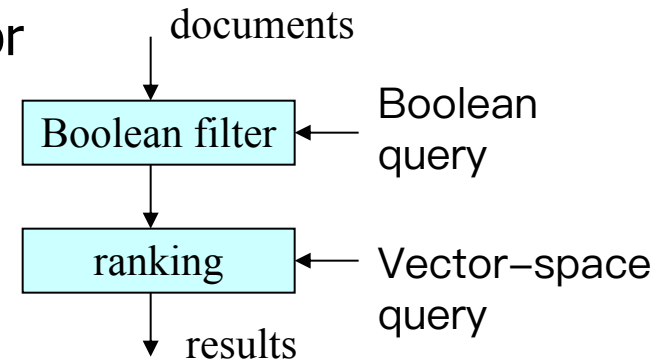 or
documents
Boolean filter
Boolean
query
ranking
Vector-space
query
results